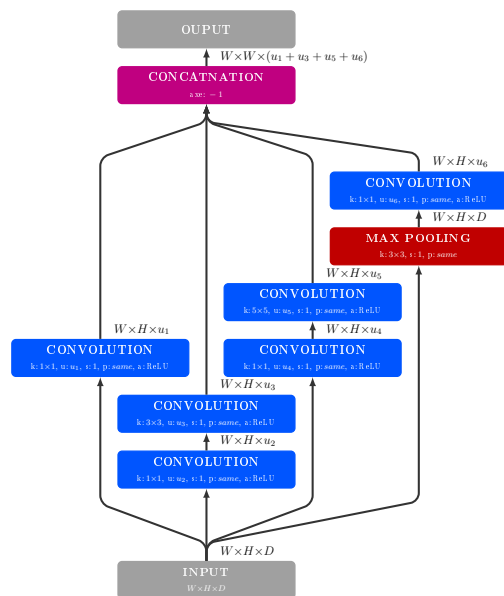 OUPUT
W×W×(u₁ + u₃ + u₅ + u₆)
CONCATNATION
axe: − 1
W×H×u₆
CONVOLUTION
k:1×1, u:u₆, s:1, p:same, a:ReLU
W×H×D
MAX POOLING
k:3×3, s:1, p:same
W×H×u₅
CONVOLUTION
k:5×5, u:u₅, s:1, p:same, a:ReLU
W×H×u₁
W×H×u₄
CONVOLUTION
k:1×1, u:u₁, s:1, p:same, a:ReLU
CONVOLUTION
k:1×1, u:u₄, s:1, p:same, a:ReLU
W×H×u₃
CONVOLUTION
k:3×3, u:u₃, s:1, p:same, a:ReLU
W×H×u₂
CONVOLUTION
k:1×1, u:u₂, s:1, p:same, a:ReLU
W×H×D
INPUT
W×H×D